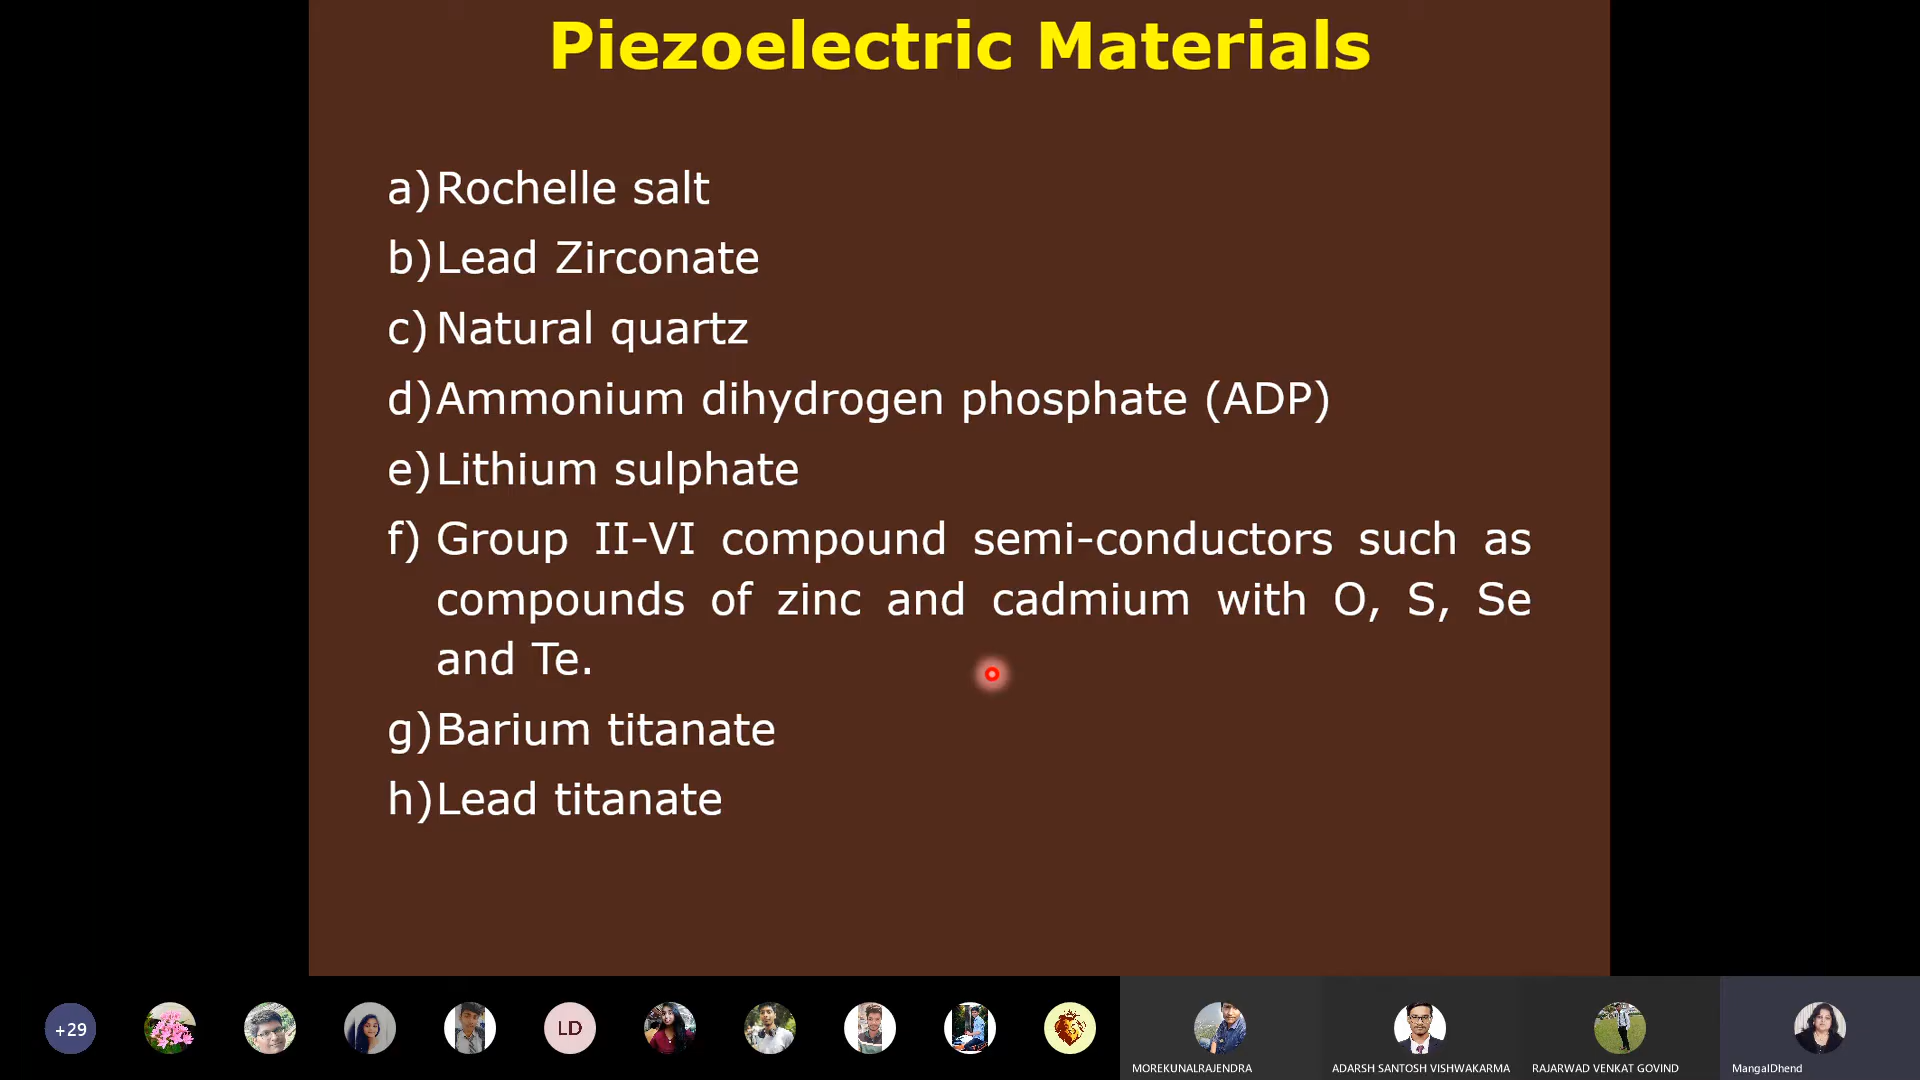 Piezoelectric Materials
a) Rochelle salt
b) Lead Zirconate
c) Natural quartz
d) Ammonium dihydrogen phosphate (ADP)
e) Lithium sulphate
f) Group II-VI compound semi-conductors such as
compounds of zinc and cadmium with O, S, Se
and Te.
g) Barium titanate
h) Lead titanate
+29
LD
MOREKUNALRAJENDRA
ADARSH SANTOSH VISHWAKARMA
RAJARWAD VENKAT GOVIND
MangalDhend